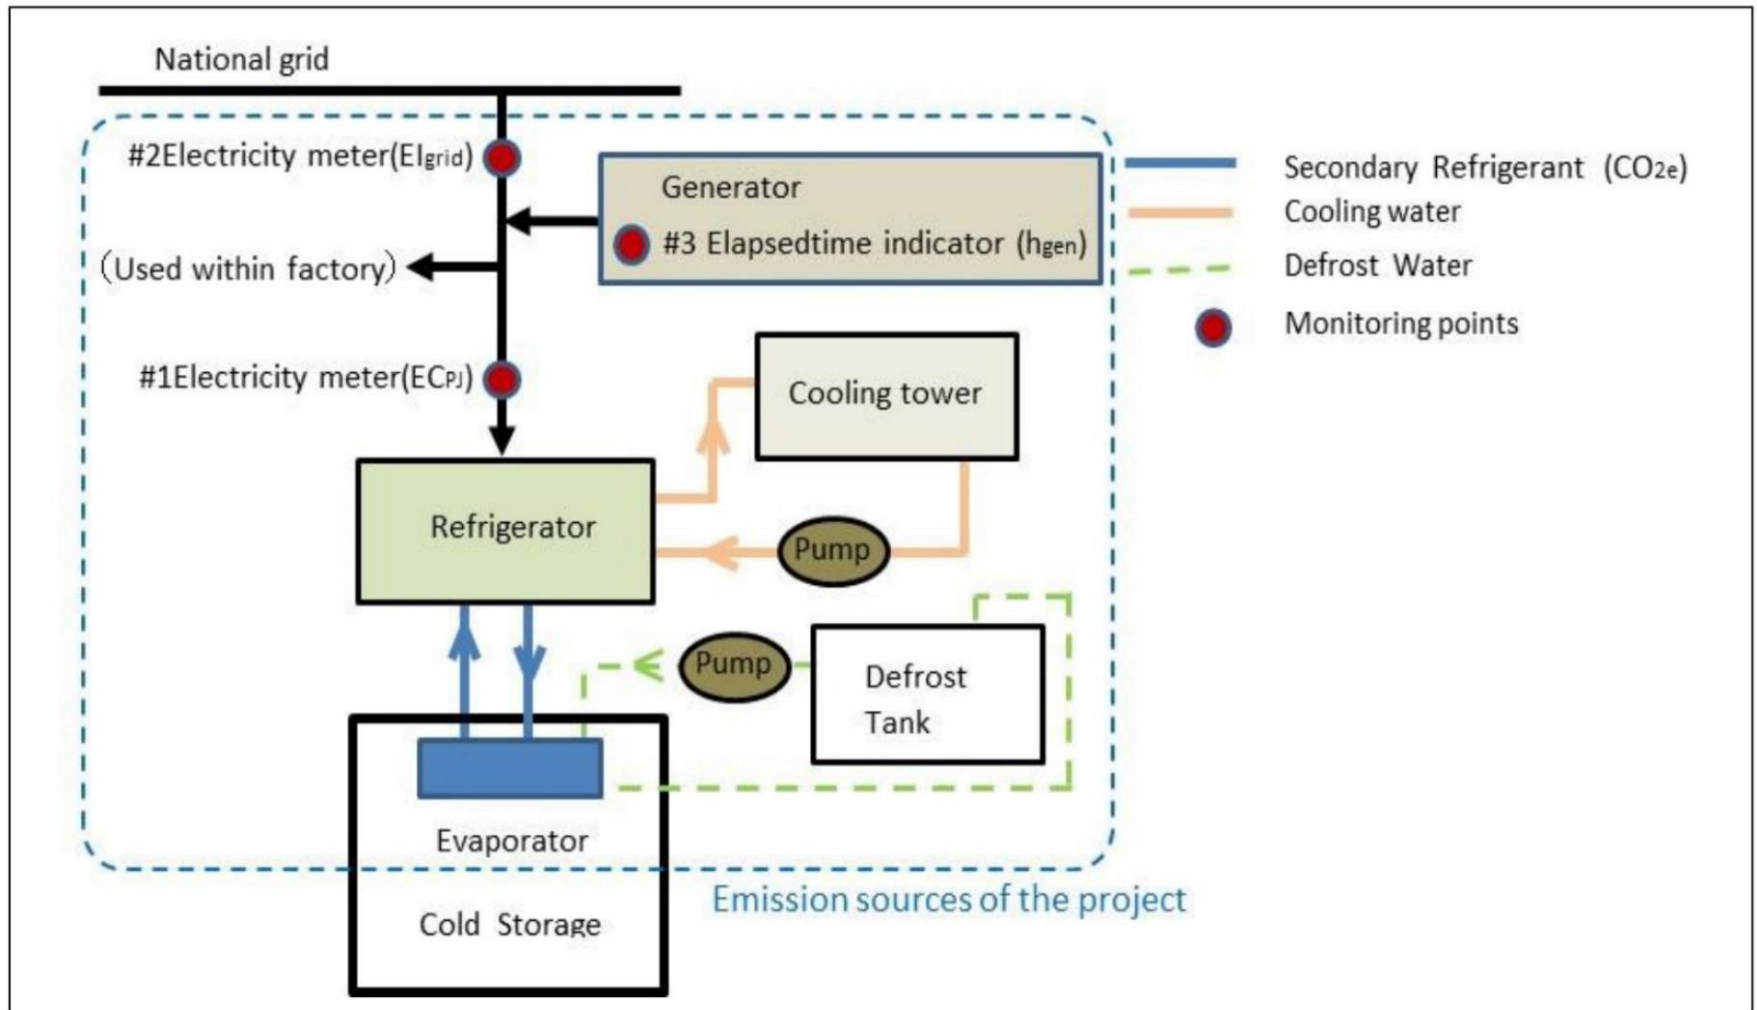 National grid
#2Electricity meter(EIgrid)
Generator
#3 Elapsedtime indicator (hgen)
(Used within factory)
#1Electricity meter(ECPJ)
Cooling tower
Refrigerator
Pump
Pump
Defrost
Tank
Evaporator
Cold Storage
Emission sources of the project
Secondary Refrigerant (CO2e)
Cooling water
Defrost Water
Monitoring points